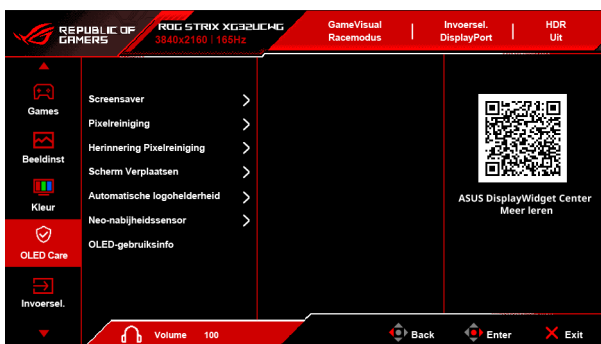 REPUBLIC OF
GAMERS
ROG STRIX XG32UCWG
3840x2160 | 165Hz
GameVisual
Racemodus
Invoersel.
DisplayPort
HDR
Uit
Games
Beeldinst
Kleur
OLED Care
Invoersel.
Screensaver
Pixelreiniging
Herinnering Pixelreiniging
Scherm Verplaatsen
Automatische logohelderheid
Neo-nabijheidssensor
OLED-gebruiksinfo
ASUS DisplayWidget Center
Meer leren
Volume 100
Back
Enter
Exit